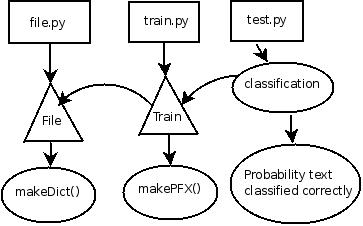 file.py
train.py
test.py
File
Train
classification
makeDict()
makePFX()
Probability text
classified correctly